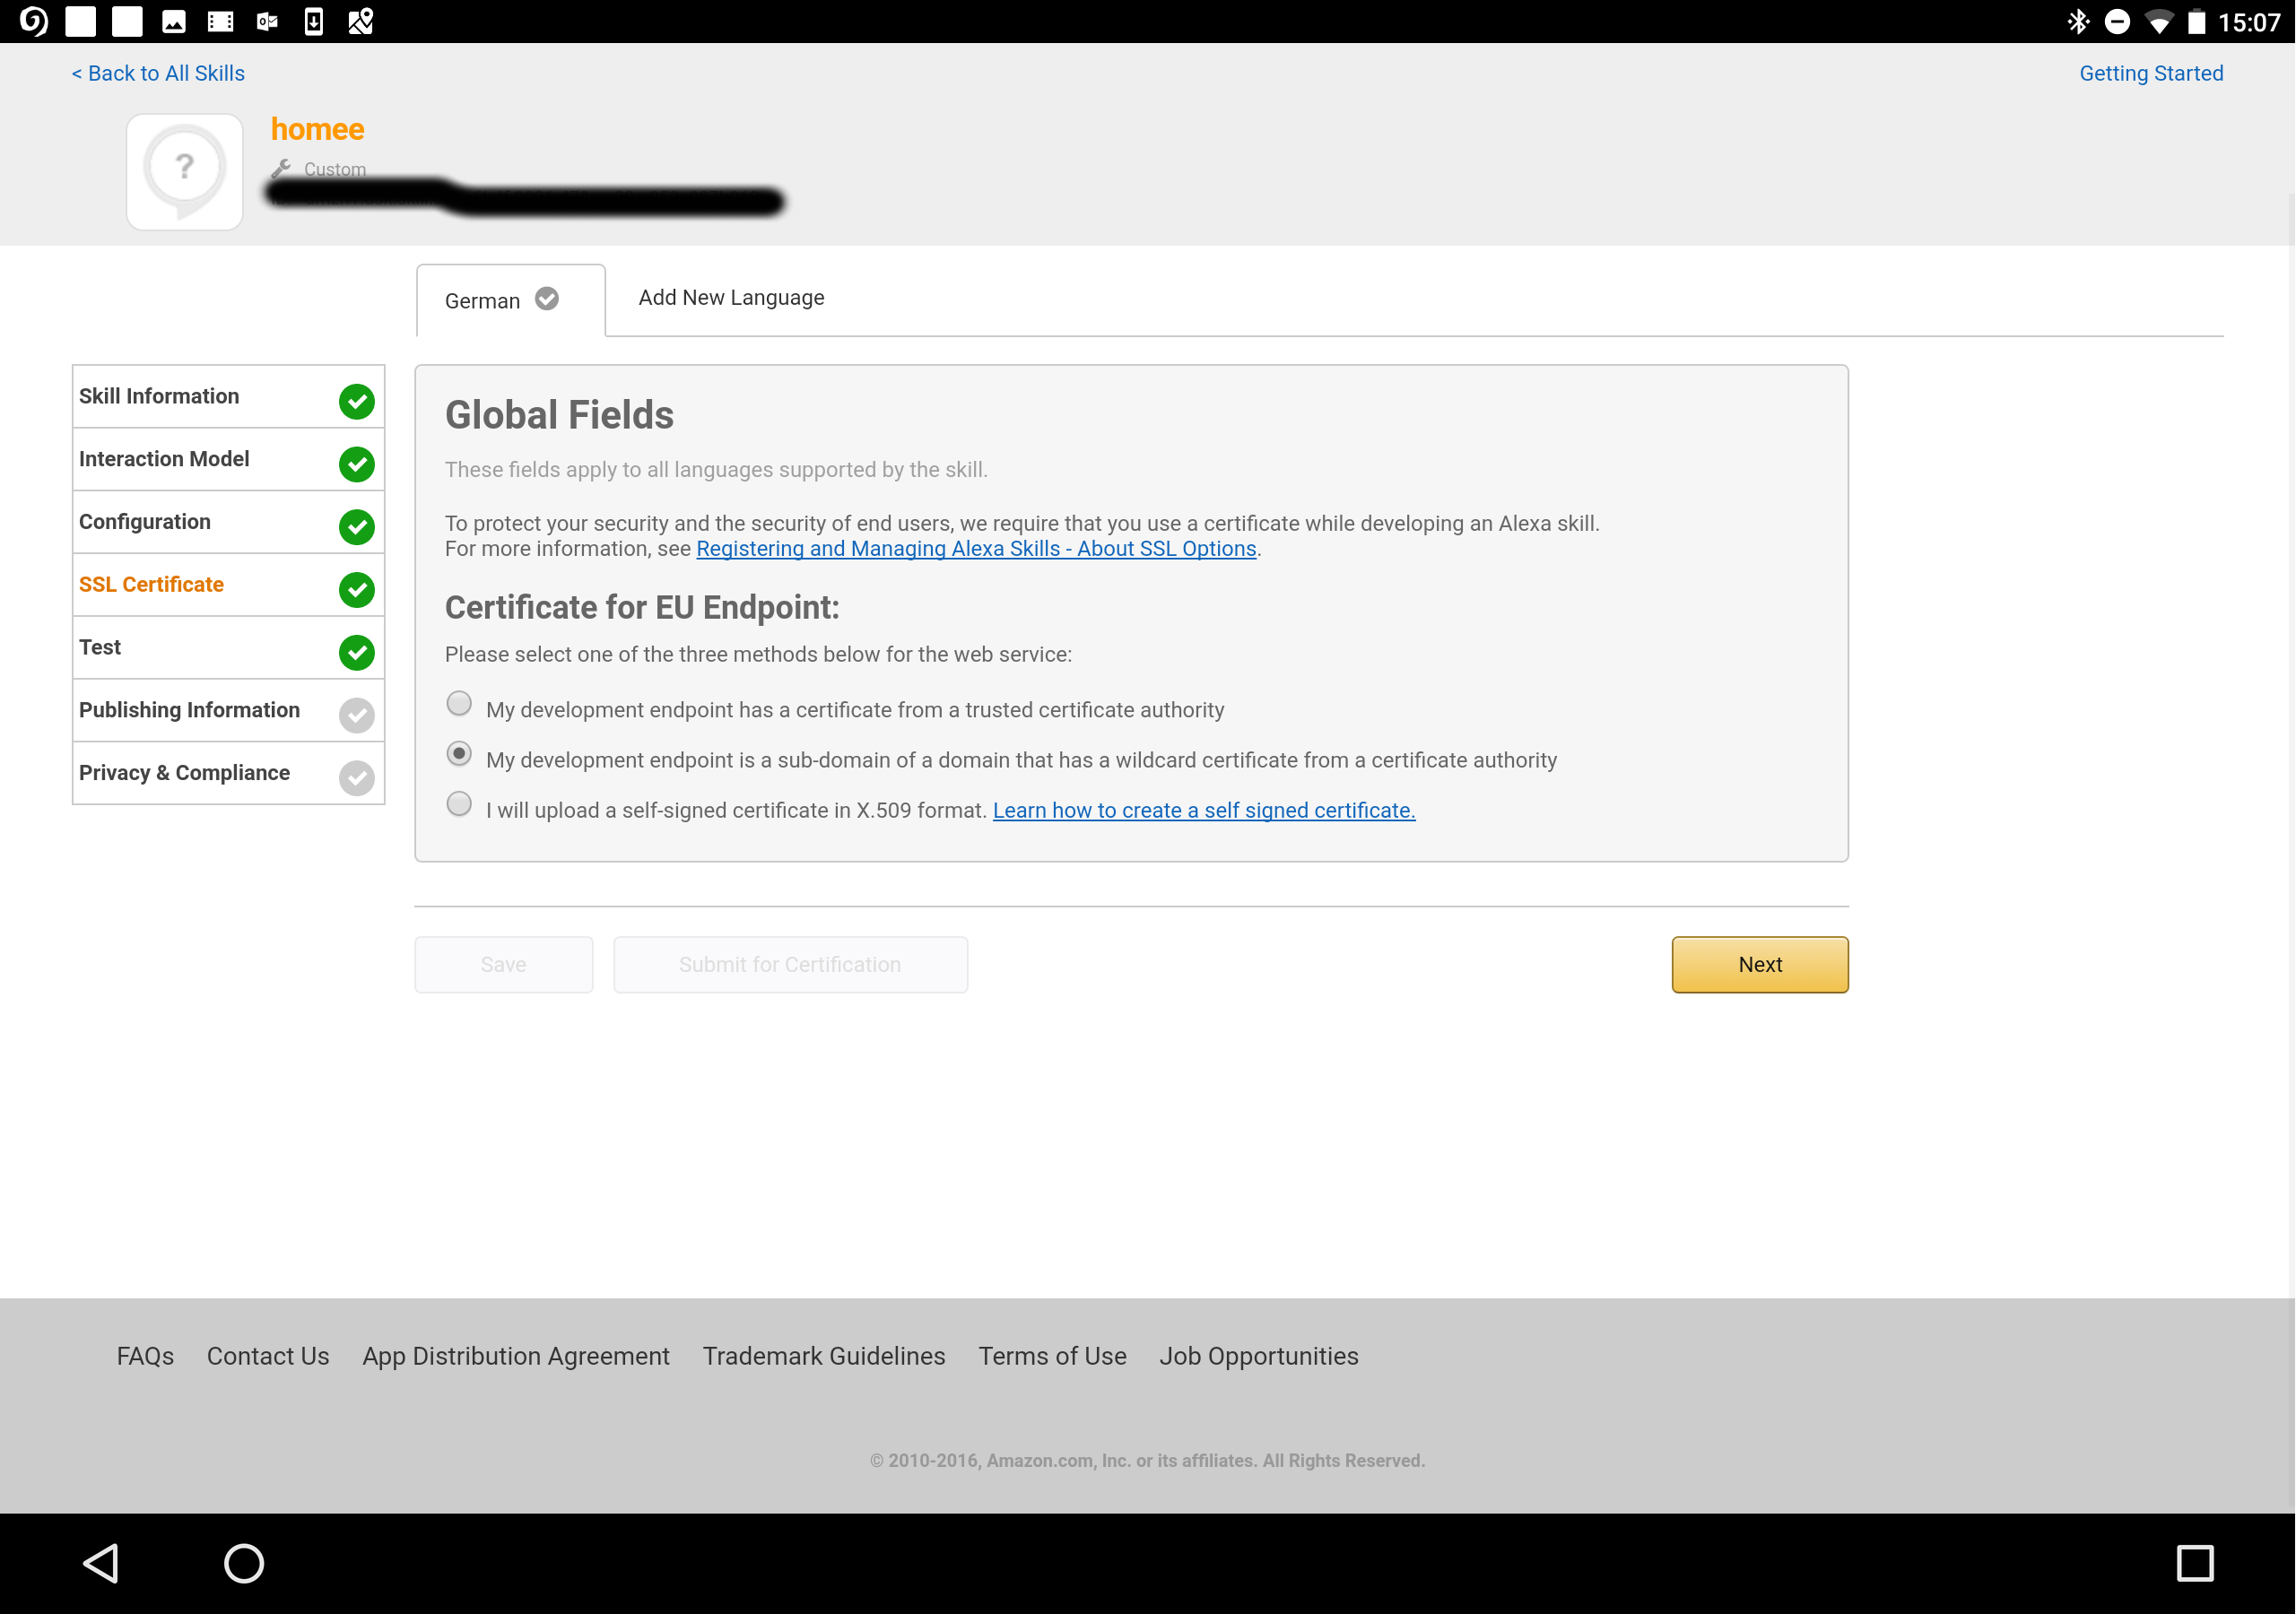 15:07
< Back to All Skills
Getting Started
?
homee
Custom
German
Add New Language
Skill Information
Interaction Model
Configuration
SSL Certificate
Test
Publishing Information
Privacy & Compliance
Global Fields
These fields apply to all languages supported by the skill.
To protect your security and the security of end users, we require that you use a certificate while developing an Alexa skill.
For more information, see Registering and Managing Alexa Skills - About SSL Options.
Certificate for EU Endpoint:
Please select one of the three methods below for the web service:
My development endpoint has a certificate from a trusted certificate authority
My development endpoint is a sub-domain of a domain that has a wildcard certificate from a certificate authority
I will upload a self-signed certificate in X.509 format. Learn how to create a self signed certificate.
Save
Submit for Certification
Next
FAQs
Contact Us
App Distribution Agreement
Trademark Guidelines
Terms of Use
Job Opportunities
© 2010-2016, Amazon.com, Inc. or its affiliates. All Rights Reserved.